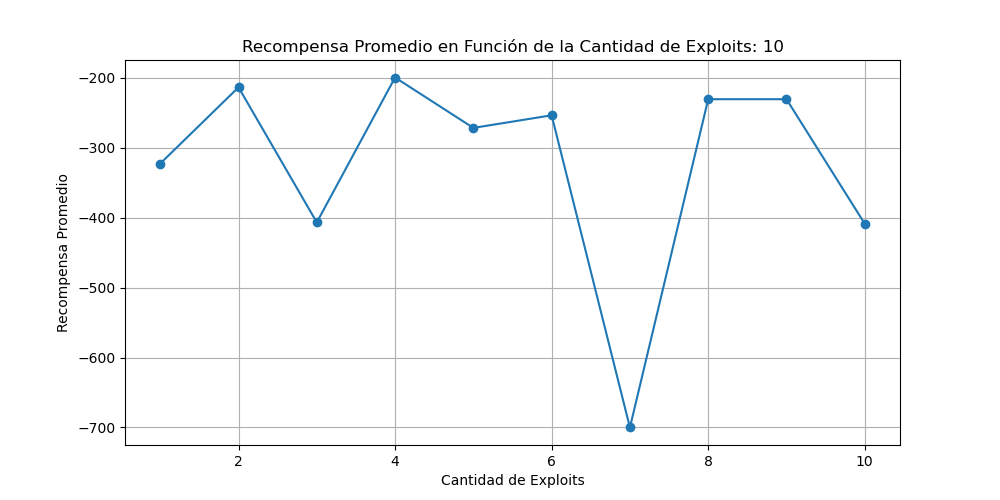 Recompensa Promedio en Función de la Cantidad de Exploits: 10
Recompensa Promedio
−200
−300
−400
−500
−600
−700
2 4 6 8 10
Cantidad de Exploits